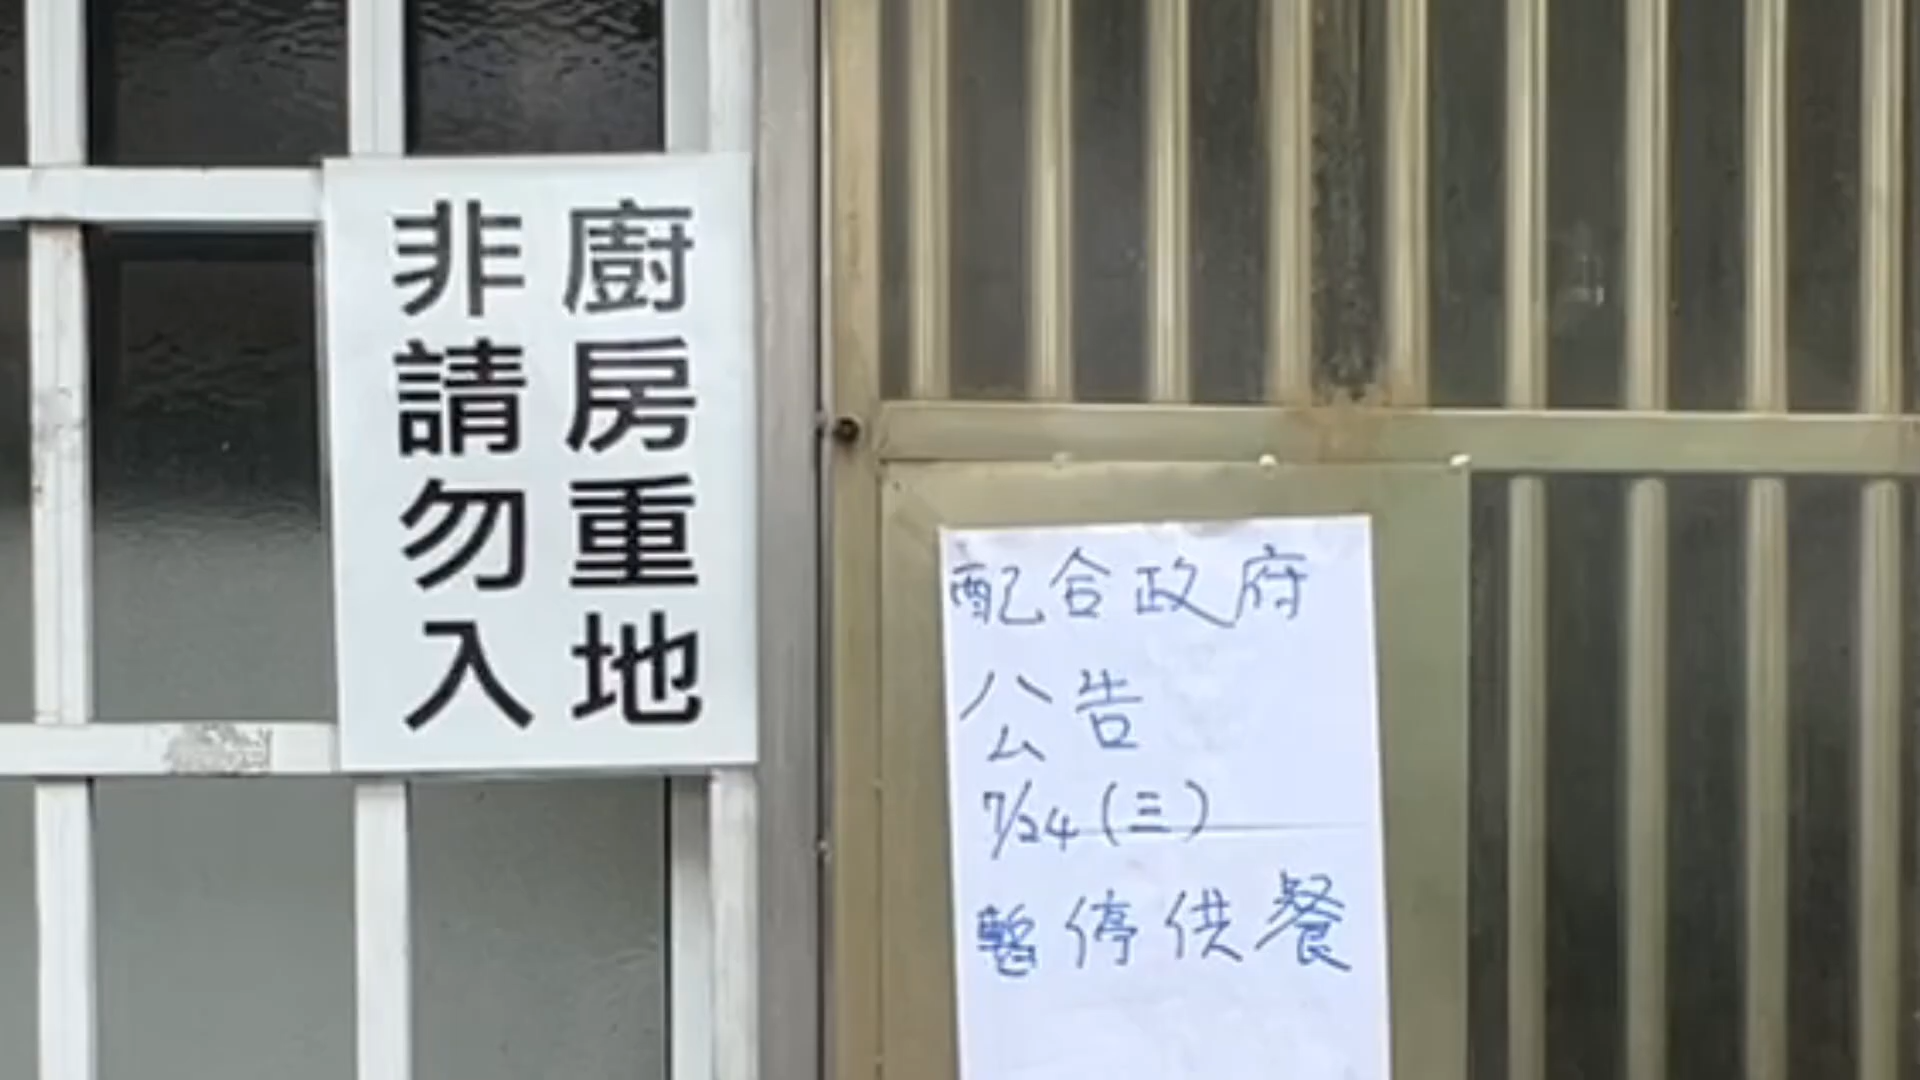 廚房重地
非請勿入
配合政府
公告
7/24(三)
暫停供餐